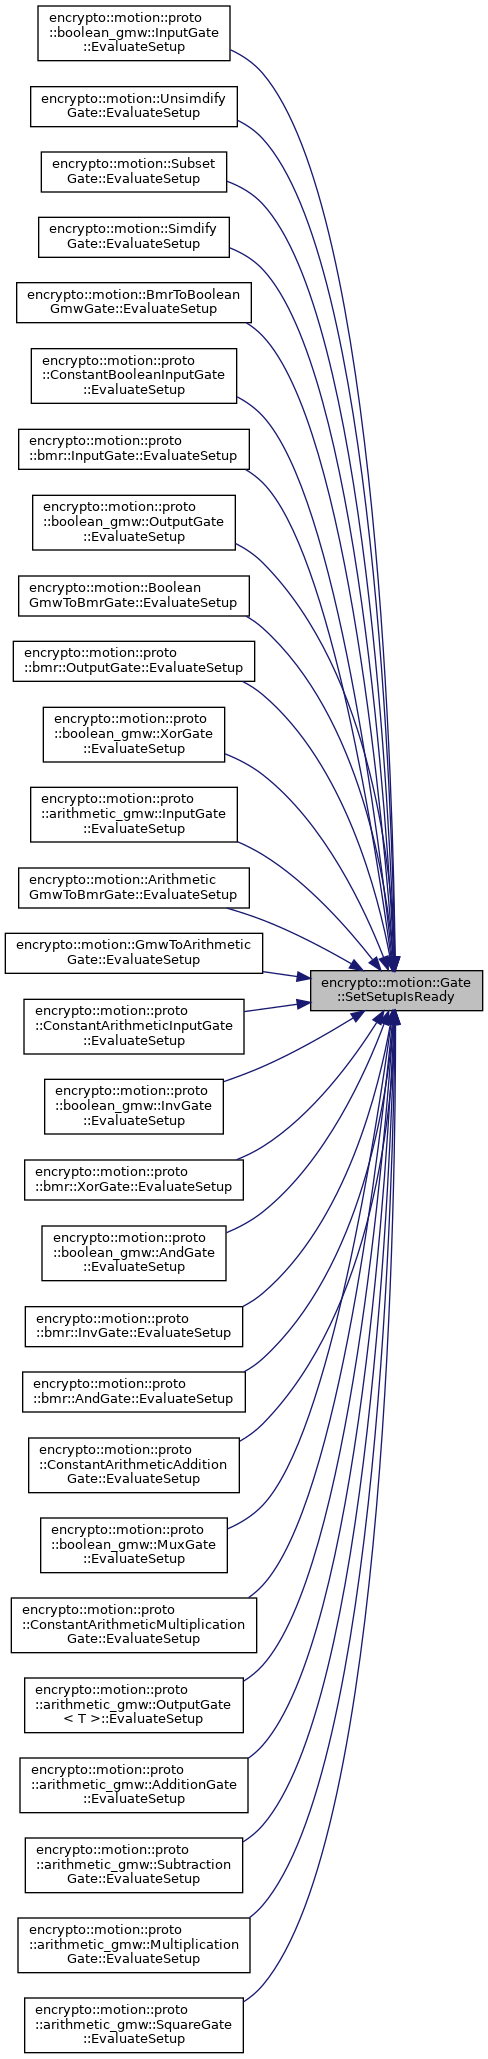 encrypto::motion::proto
::boolean_gmw::InputGate
::EvaluateSetup
encrypto::motion::Unsimdify
Gate::EvaluateSetup
encrypto::motion::Subset
Gate::EvaluateSetup
encrypto::motion::Simdify
Gate::EvaluateSetup
encrypto::motion::BmrToBoolean
GmwGate::EvaluateSetup
encrypto::motion::proto
::ConstantBooleanInputGate
::EvaluateSetup
encrypto::motion::proto
::bmr::InputGate::EvaluateSetup
encrypto::motion::proto
::boolean_gmw::OutputGate
::EvaluateSetup
encrypto::motion::Boolean
GmwToBmrGate::EvaluateSetup
encrypto::motion::proto
::bmr::OutputGate::EvaluateSetup
encrypto::motion::proto
::boolean_gmw::XorGate
::EvaluateSetup
encrypto::motion::proto
::arithmetic_gmw::InputGate
::EvaluateSetup
encrypto::motion::Arithmetic
GmwToBmrGate::EvaluateSetup
encrypto::motion::GmwToArithmetic
Gate::EvaluateSetup
encrypto::motion::Gate
::SetSetupIsReady
encrypto::motion::proto
::ConstantArithmeticInputGate
::EvaluateSetup
encrypto::motion::proto
::boolean_gmw::InvGate
::EvaluateSetup
encrypto::motion::proto
::bmr::XorGate::EvaluateSetup
encrypto::motion::proto
::boolean_gmw::AndGate
::EvaluateSetup
encrypto::motion::proto
::bmr::InvGate::EvaluateSetup
encrypto::motion::proto
::bmr::AndGate::EvaluateSetup
encrypto::motion::proto
::ConstantArithmeticAddition
Gate::EvaluateSetup
encrypto::motion::proto
::boolean_gmw::MuxGate
::EvaluateSetup
encrypto::motion::proto
::ConstantArithmeticMultiplication
Gate::EvaluateSetup
encrypto::motion::proto
::arithmetic_gmw::OutputGate
< T >::EvaluateSetup
encrypto::motion::proto
::arithmetic_gmw::AdditionGate
::EvaluateSetup
encrypto::motion::proto
::arithmetic_gmw::Subtraction
Gate::EvaluateSetup
encrypto::motion::proto
::arithmetic_gmw::Multiplication
Gate::EvaluateSetup
encrypto::motion::proto
::arithmetic_gmw::SquareGate
::EvaluateSetup